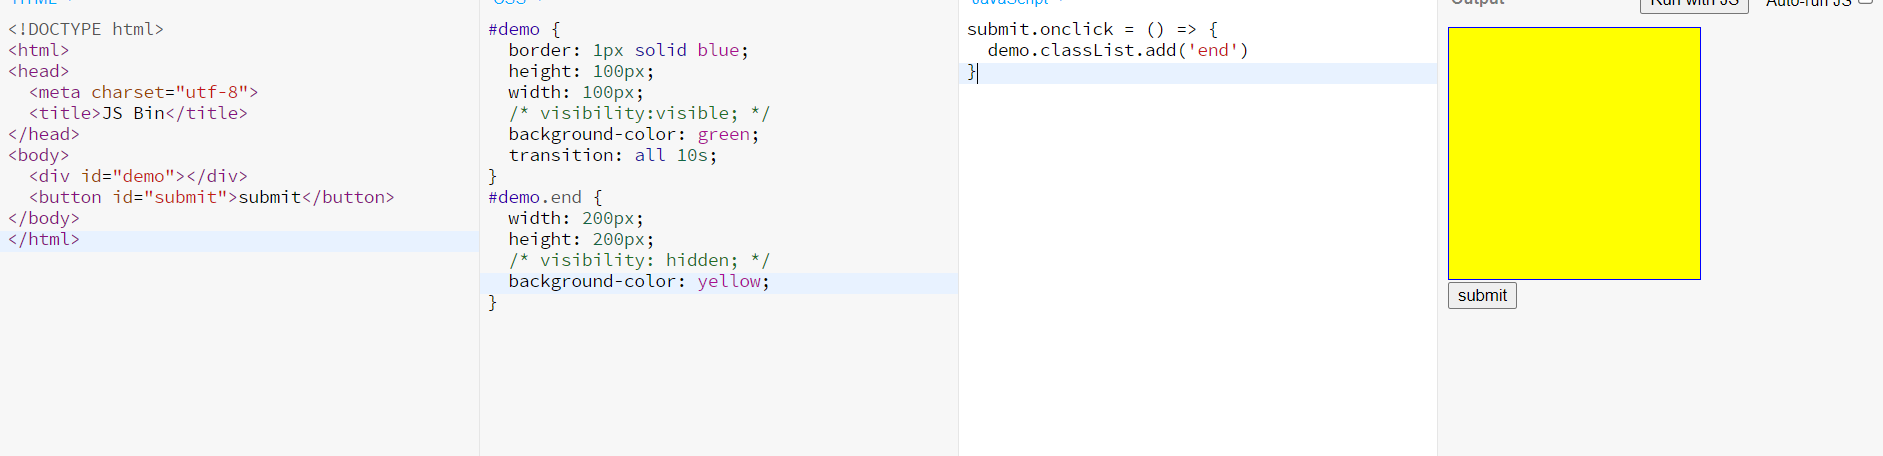 HTML
<!DOCTYPE html>
<html>
<head>
<meta charset="utf-8">
<title>JS Bin</title>
</head>
<body>
<div id="demo"></div>
<button id="submit">submit</button>
</body>
</html>
CSS
#demo {
border: 1px solid blue;
height: 100px;
width: 100px;
/* visibility:visible; */
background-color: green;
transition: all 10s;
}
#demo.end {
width: 200px;
height: 200px;
/* visibility: hidden; */
background-color: yellow;
}
JavaScript
submit.onclick = () => {
demo.classList.add('end')
}
Output
Run with JS
Auto-run JS
submit